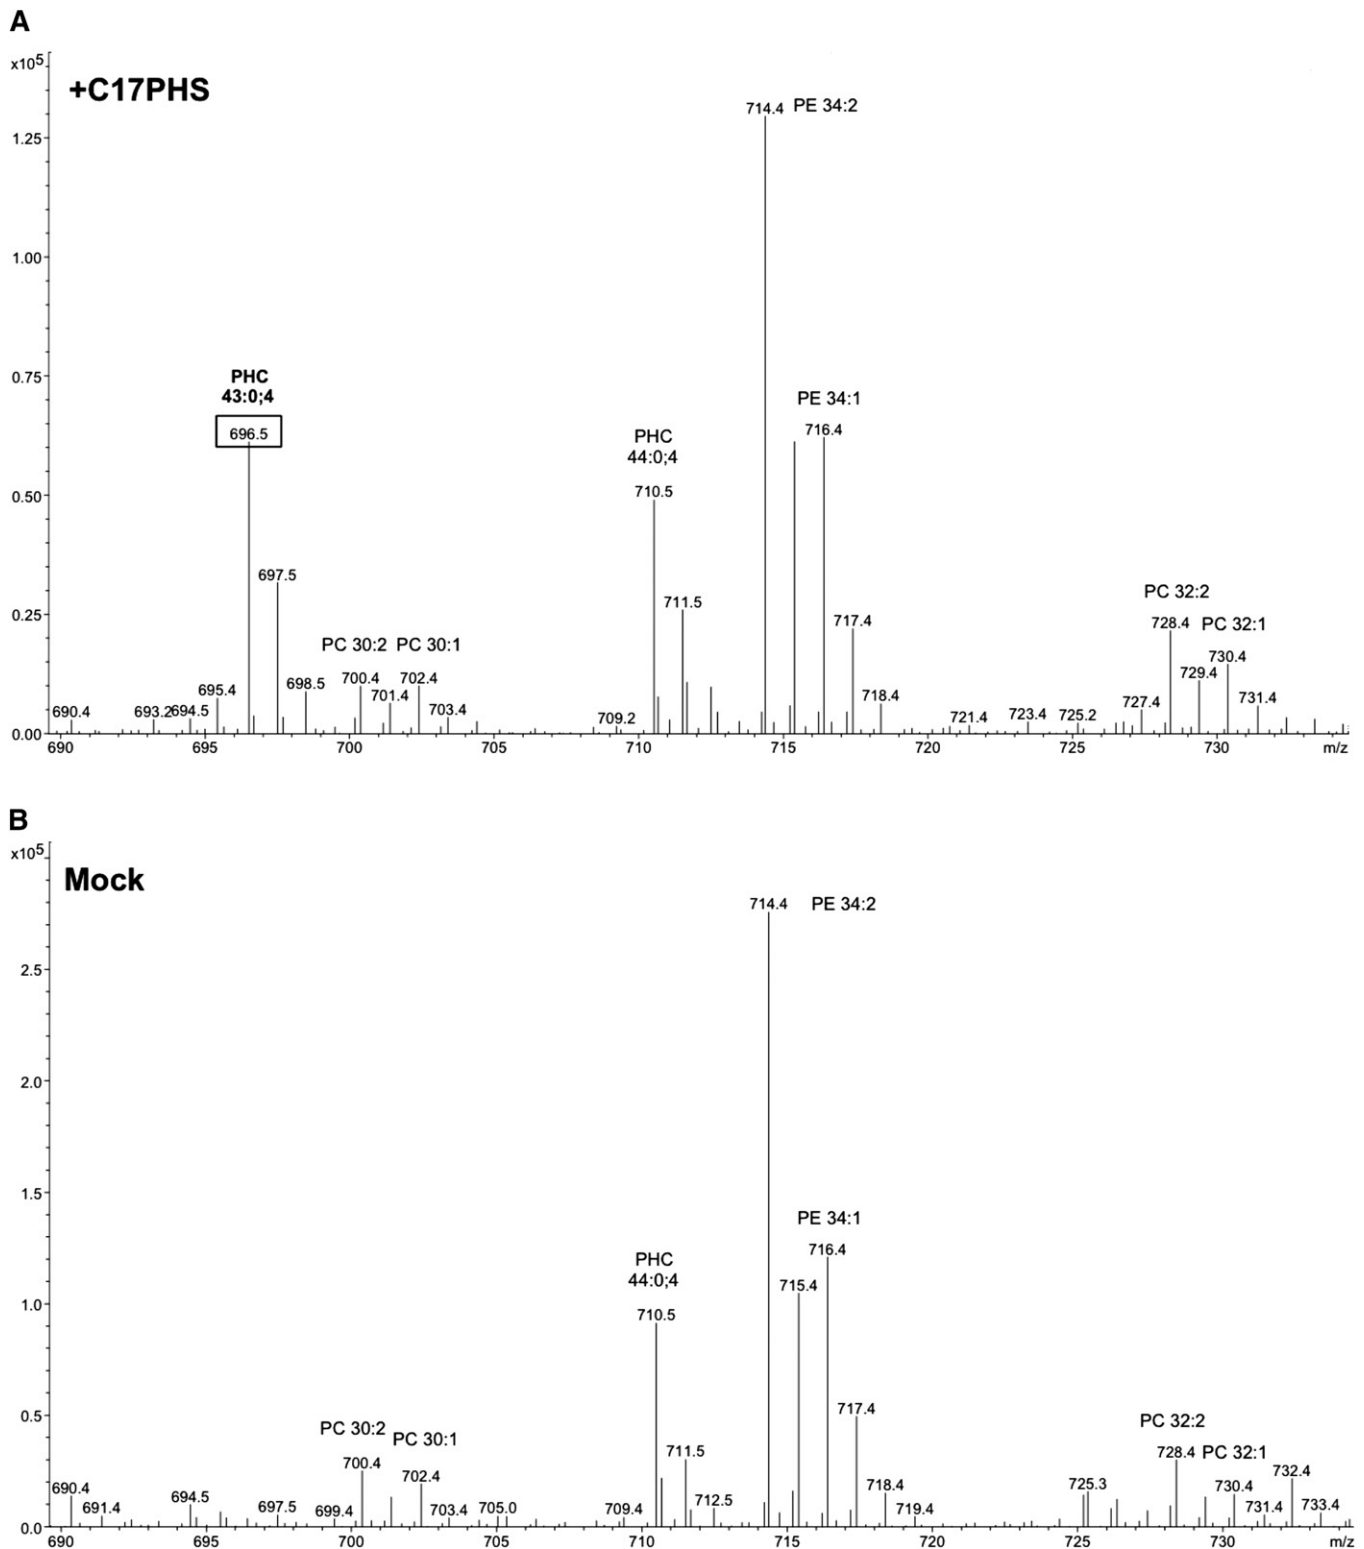 A
x10⁵
+C17PHS
714.4 PE 34:2
1.25
1.00
PHC
43:0;4
0.75
696.5
PHC
44:0;4
PE 34:1
716.4
710.5
0.50
697.5
711.5
PC 32:2
728.4 PC 32:1
717.4
0.25
PC 30:2 PC 30:1
730.4
729.4
700.4 702.4
698.5
695.4
701.4
718.4
731.4
727.4
703.4
690.4 693.2 694.5
709.2
721.4 723.4 725.2
0.00
690 695 700 705 710 715 720 725 730 m/z
B
x10⁵
Mock
714.4 PE 34:2
2.5
2.0
1.5
PE 34:1
716.4
PHC
44:0;4
715.4
1.0
710.5
0.5
717.4
PC 30:2
PC 30:1
PC 32:2
728.4 PC 32:1
711.5
700.4
732.4
702.4
690.4
694.5
718.4
725.3
730.4
712.5
691.4
697.5
699.4
703.4 705.0
709.4
719.4
731.4 733.4
0.0
690 695 700 705 710 715 720 725 730 m/z